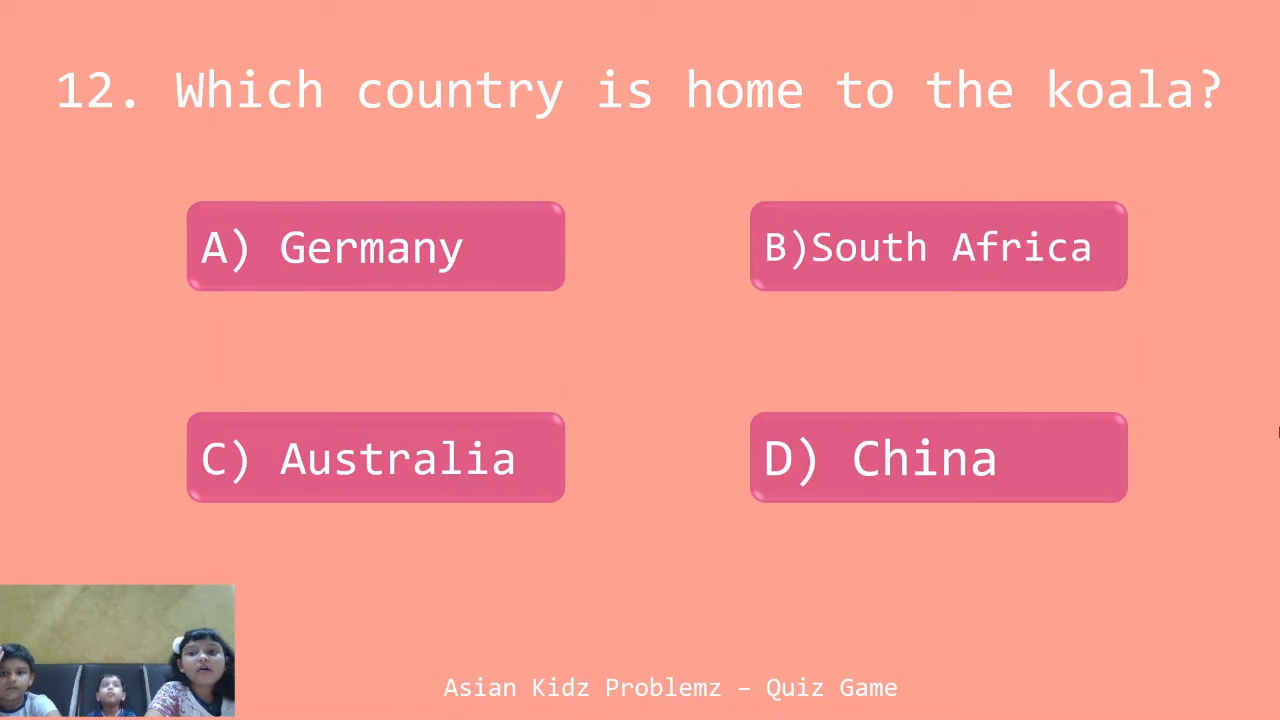 12. Which country is home to the koala?
A) Germany
B)South Africa
C) Australia
D) China
Asian Kidz Problemz – Quiz Game